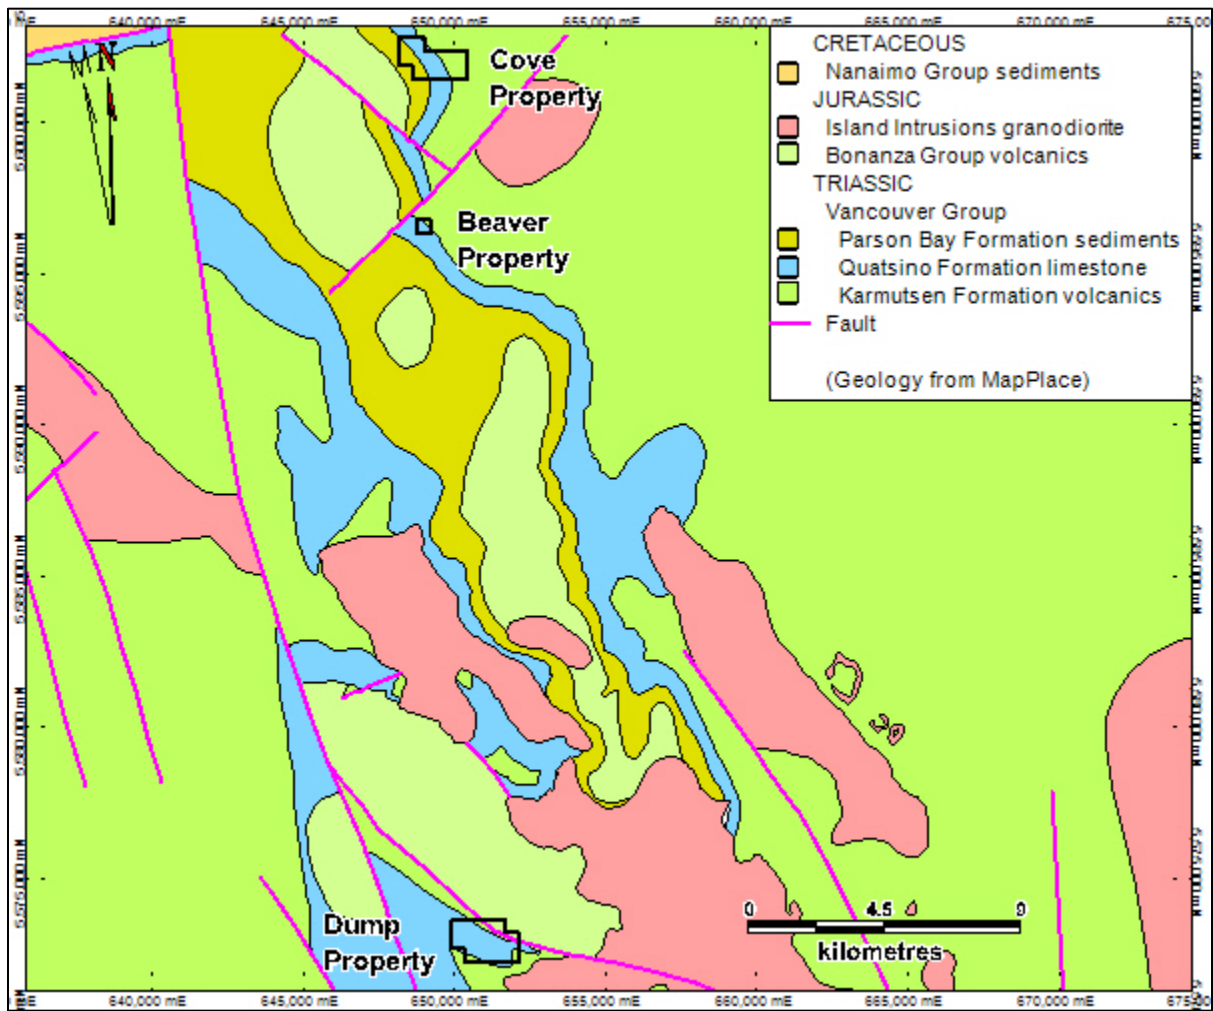 640,000 mE 645,000 mE 650,000 mE 655,000 mE 660,000 mE 665,000 mE 670,000 mE 675,00
CRETACEOUS
Nanaimo Group sediments
JURASSIC
Island Intrusions granodiorite
Bonanza Group volcanics
TRIASSIC
Vancouver Group
Parson Bay Formation sediments
Quatsino Formation limestone
Karmutsen Formation volcanics
Fault
(Geology from MapPlace)
Cove
Property
Beaver
Property
Dump
Property
0 4.5 9
kilometres
640,000 mE 645,000 mE 650,000 mE 655,000 mE 660,000 mE 665,000 mE 670,000 mE